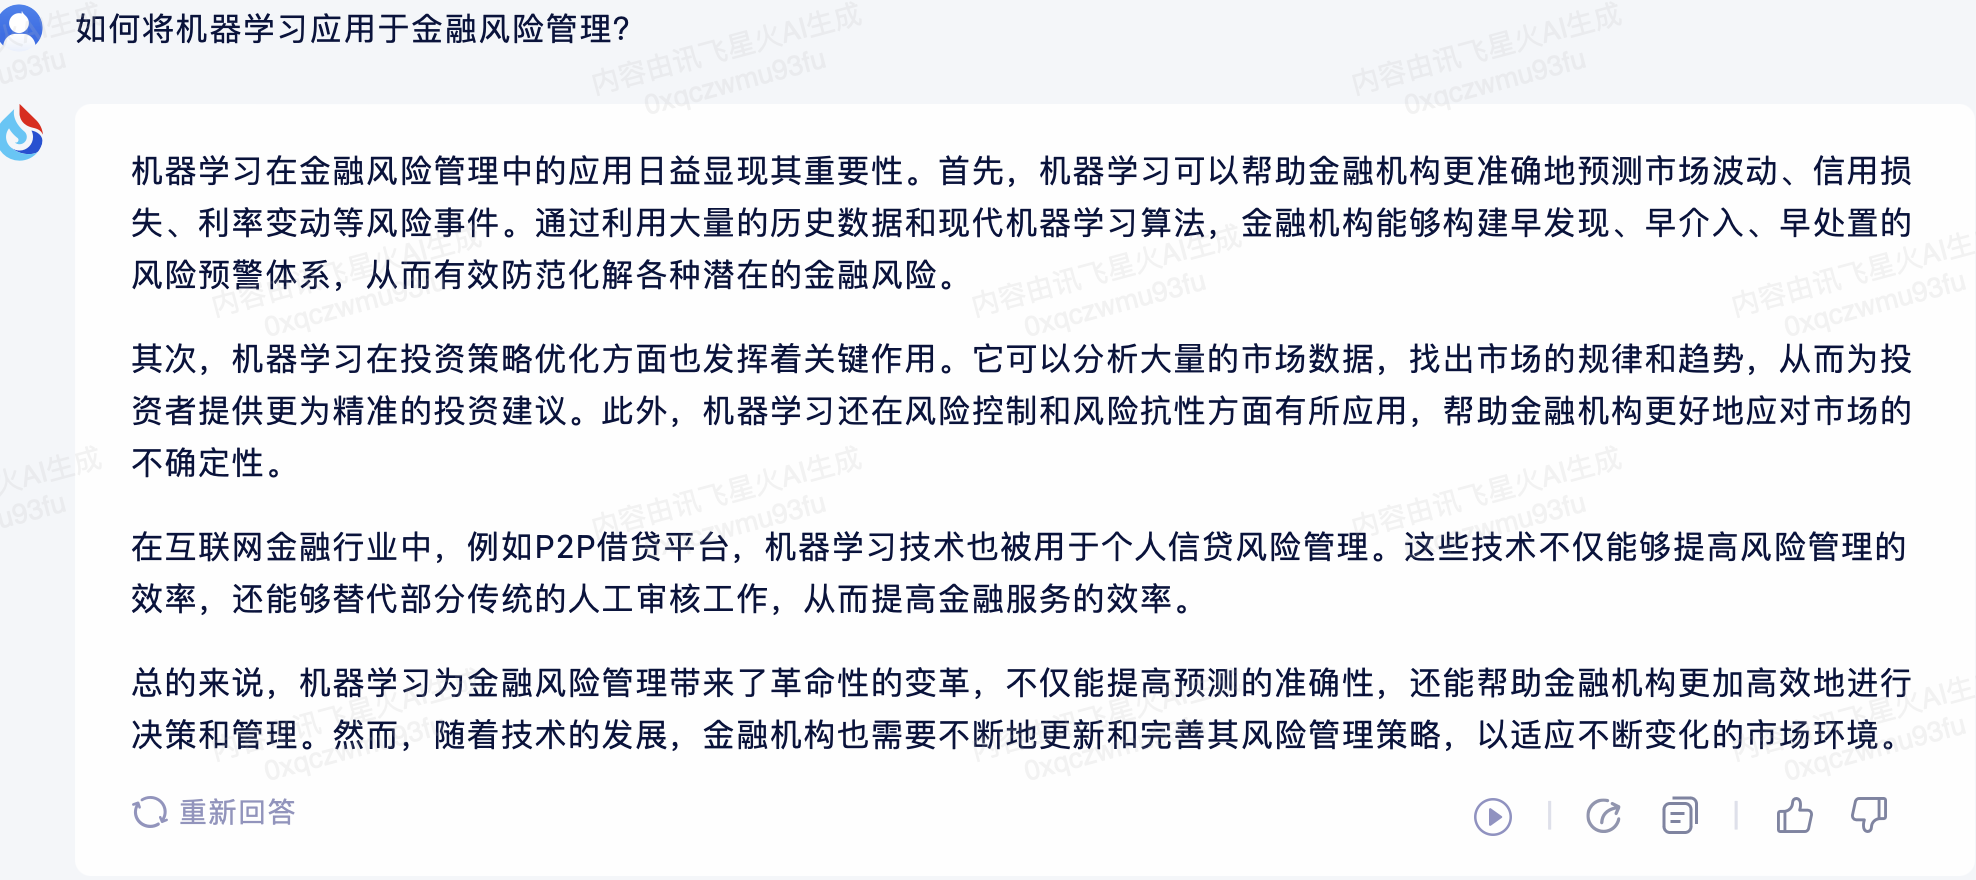 如何将机器学习应用于金融风险管理?
机器学习在金融风险管理中的应用日益显现其重要性。首先，机器学习可以帮助金融机构更准确地预测市场波动、信用损
失、利率变动等风险事件。通过利用大量的历史数据和现代机器学习算法，金融机构能够构建早发现、早介入、早处置的
风险预警体系，从而有效防范化解各种潜在的金融风险。
其次，机器学习在投资策略优化方面也发挥着关键作用。它可以分析大量的市场数据，找出市场的规律和趋势，从而为投
资者提供更为精准的投资建议。此外，机器学习还在风险控制和风险抗性方面有所应用，帮助金融机构更好地应对市场的
不确定性。
在互联网金融行业中，例如P2P借贷平台，机器学习技术也被用于个人信贷风险管理。这些技术不仅能够提高风险管理的
效率，还能够替代部分传统的人工审核工作，从而提高金融服务的效率。
总的来说，机器学习为金融风险管理带来了革命性的变革，不仅能提高预测的准确性，还能帮助金融机构更加高效地进行
决策和管理。然而，随着技术的发展，金融机构也需要不断地更新和完善其风险管理策略，以适应不断变化的市场环境。
重新回答
内容由讯飞星火AI生成
0xqczwmu93fu